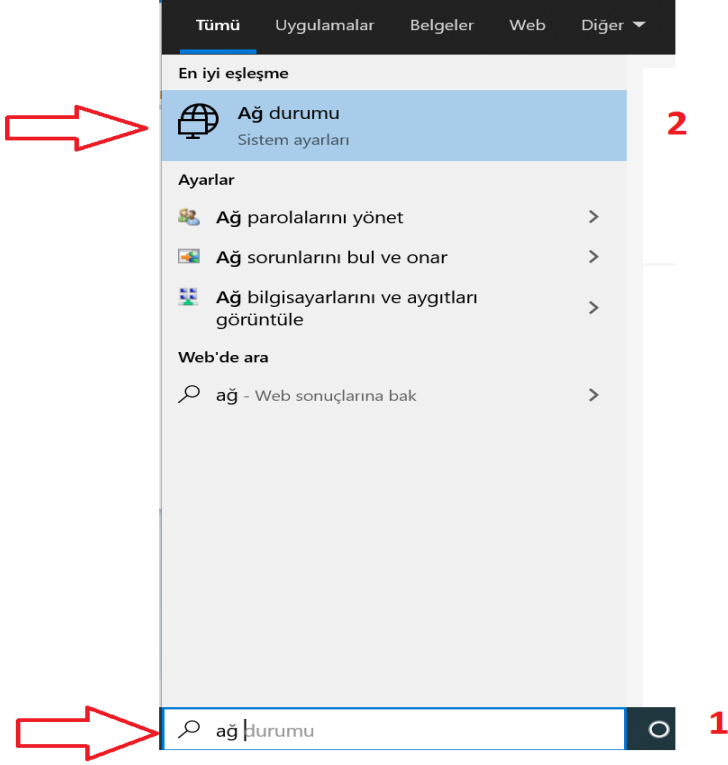 Tümü Uygulamalar Belgeler Web Diğer
En iyi eşleşme
Ağ durumu
Sistem ayarları
2
Ayarlar
Ağ parolalarını yönet
Ağ sorunlarını bul ve onar
Ağ bilgisayarlarını ve aygıtları
görüntüle
Web'de ara
ağ - Web sonuçlarına bak
ağ durumu
1